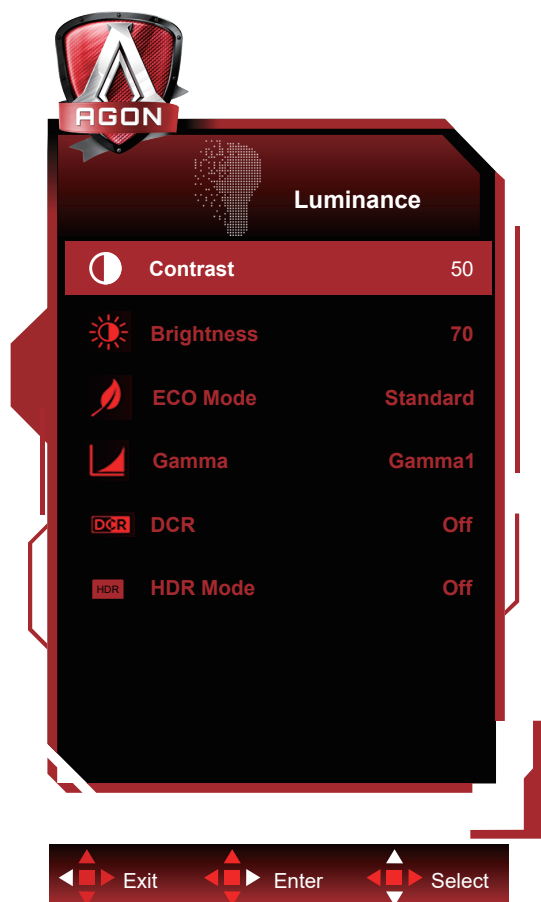 AGON
Luminance
Contrast 50
Brightness 70
ECO Mode Standard
Gamma Gamma1
DCR DCR Off
HDR HDR Mode Off
Exit Enter Select